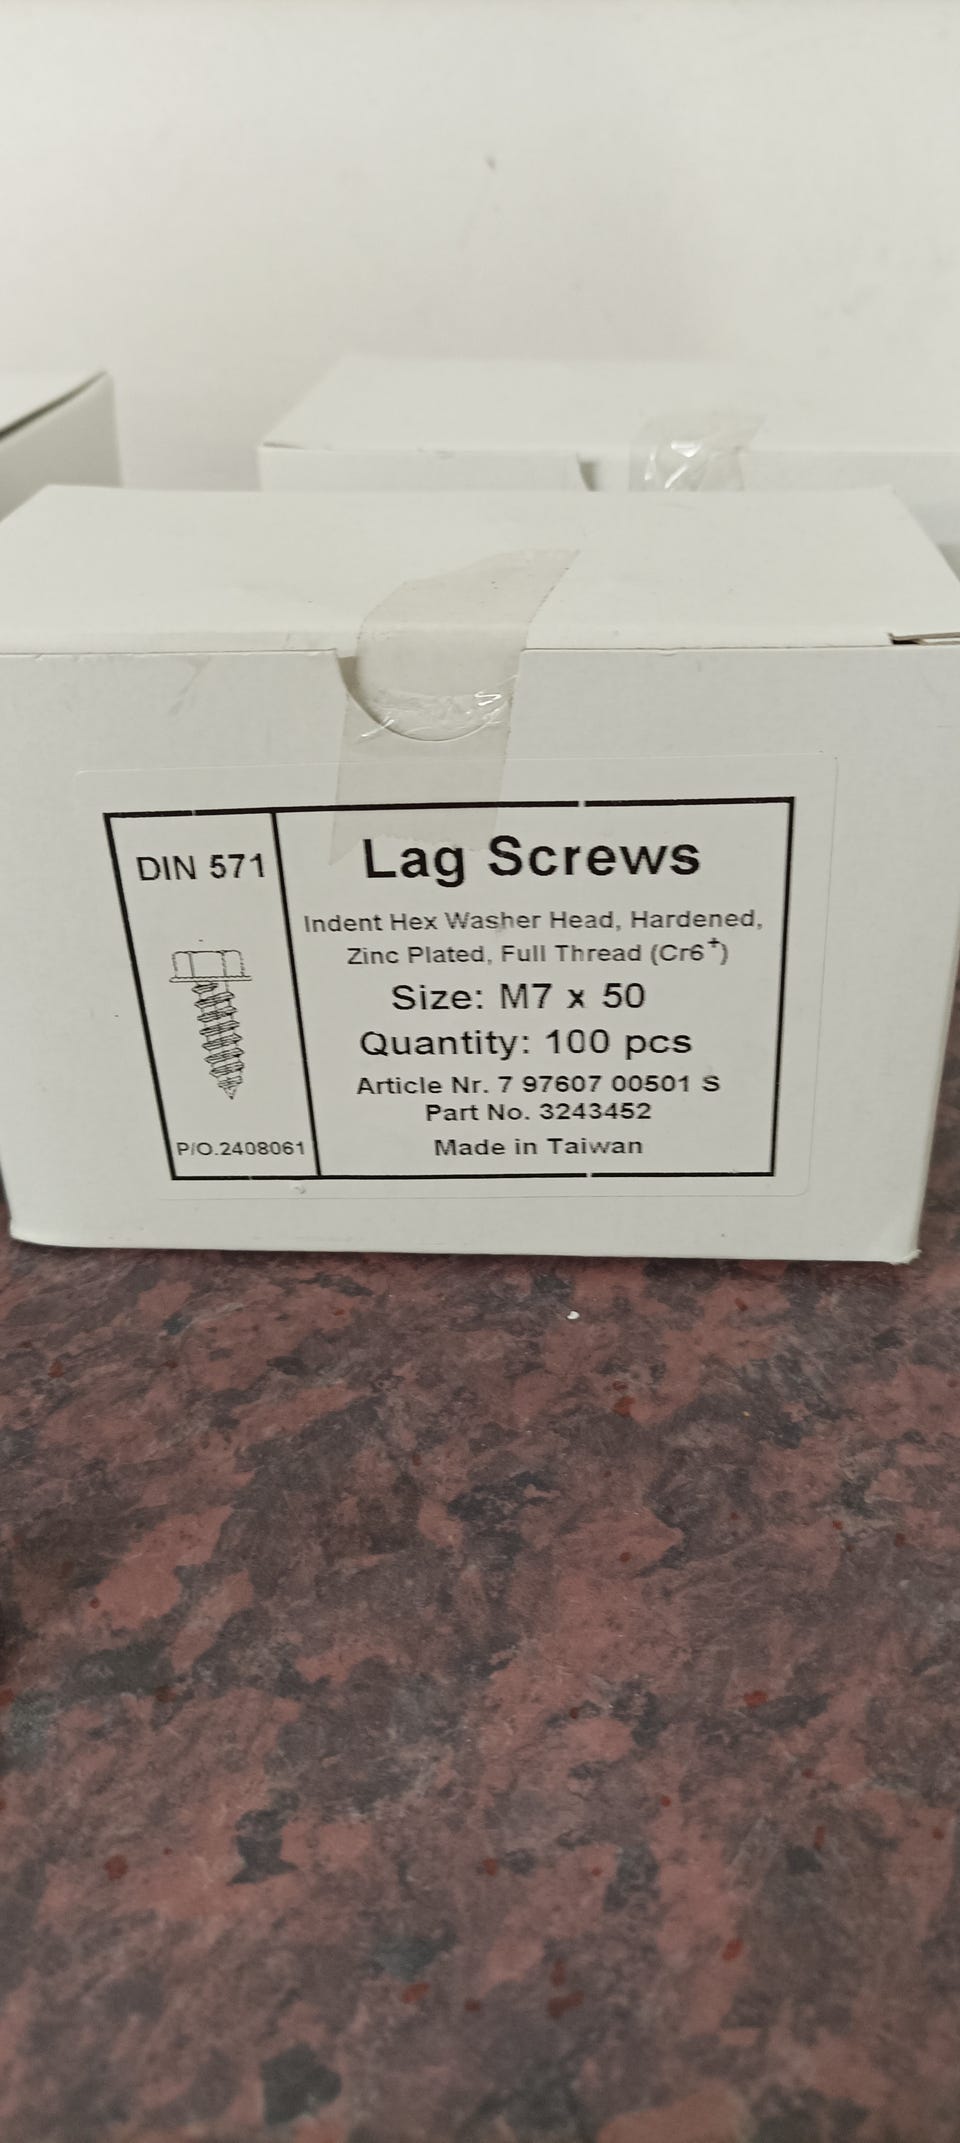 DIN 571
P/O.2408061
Lag Screws
Indent Hex Washer Head, Hardened,
Zinc Plated, Full Thread (Cr6⁺)
Size: M7 x 50
Quantity: 100 pcs
Article Nr. 7 97607 00501 S
Part No. 3243452
Made in Taiwan